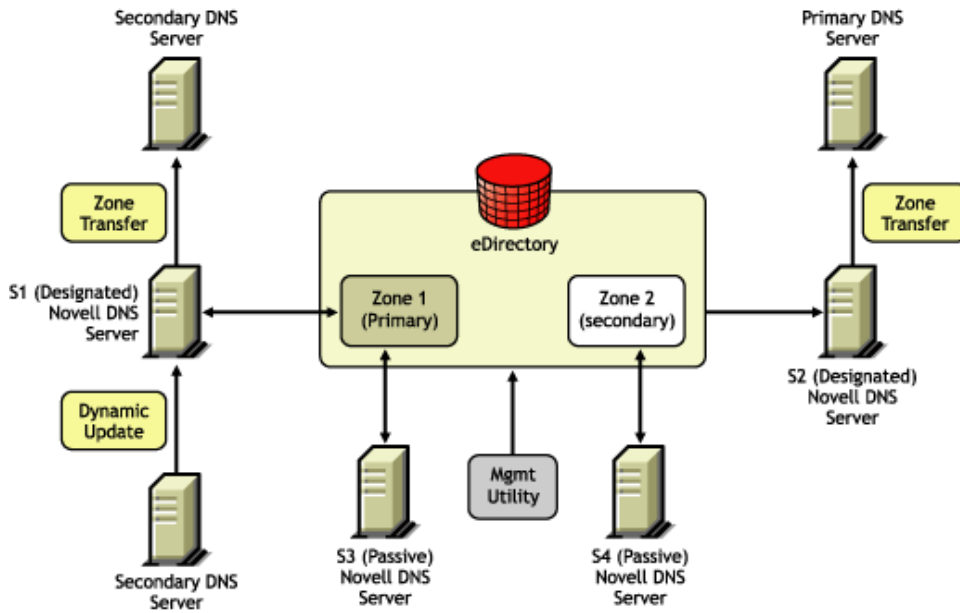 Secondary DNS
Server
Primary DNS
Server
Zone
Transfer
eDirectory
Zone
Transfer
S1 (Designated)
Novell DNS
Server
Zone 1
(Primary)
Zone 2
(secondary)
S2 (Designated)
Novell DNS
Server
Dynamic
Update
Mgmt
Utility
Secondary DNS
Server
S3 (Passive)
Novell DNS
Server
S4 (Passive)
Novell DNS
Server